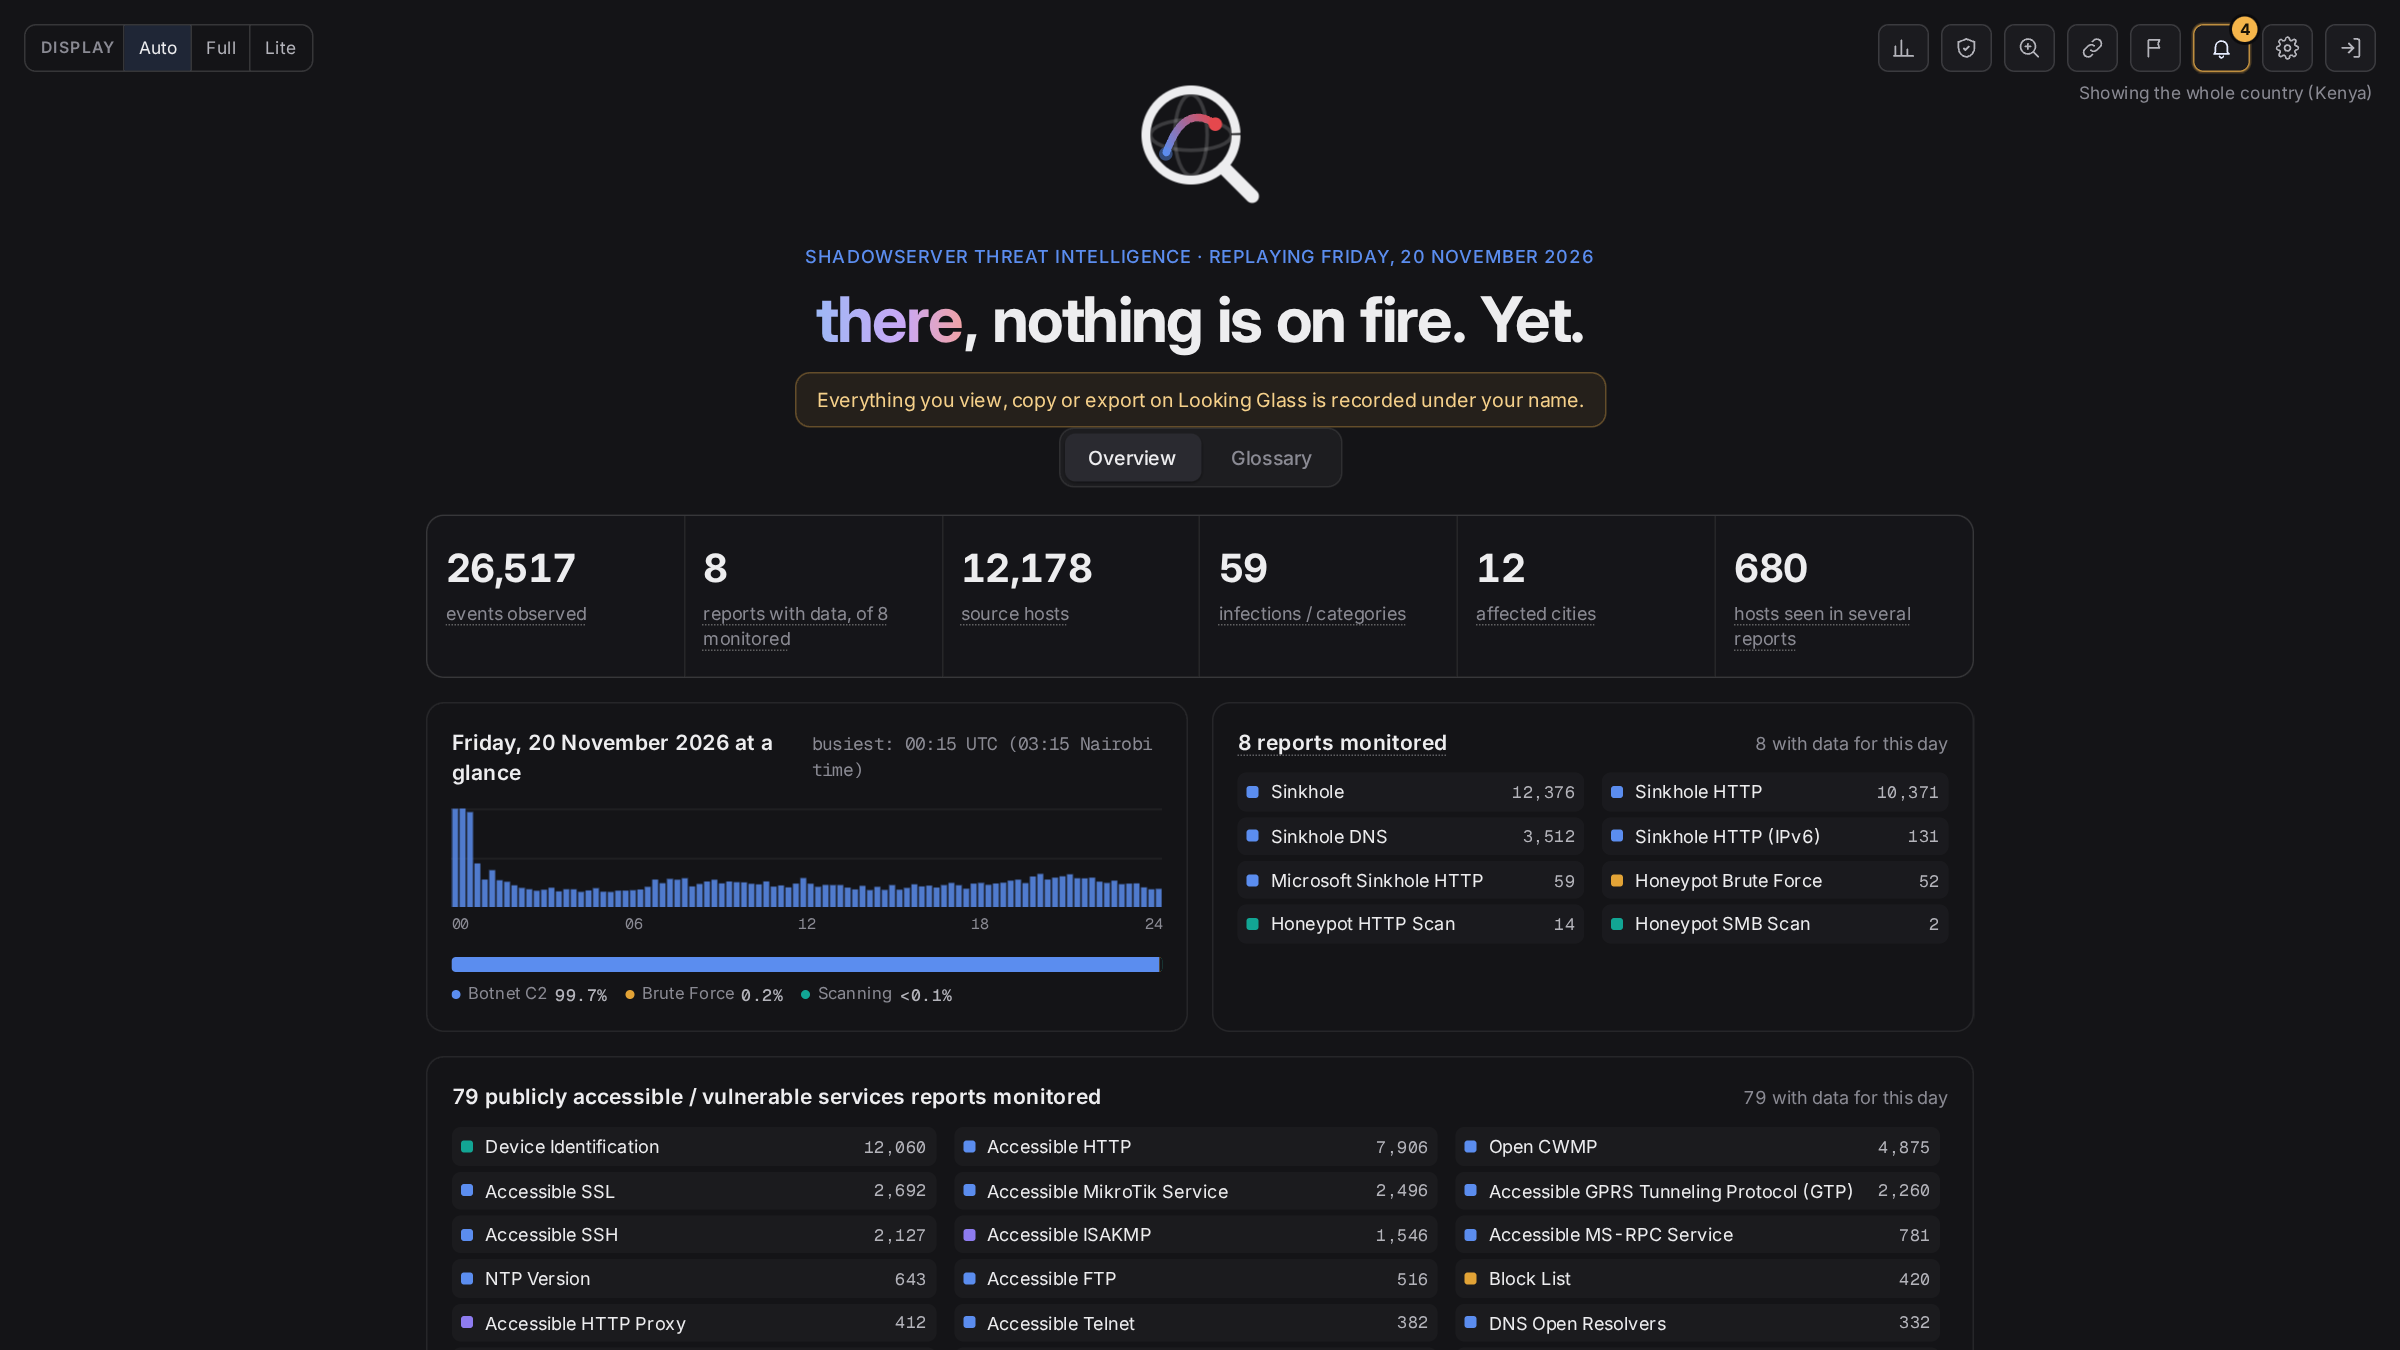 DISPLAY Auto Full Lite
4
Showing the whole country (Kenya)
SHADOWSERVER THREAT INTELLIGENCE · REPLAYING FRIDAY, 20 NOVEMBER 2026
there, nothing is on fire. Yet.
Everything you view, copy or export on Looking Glass is recorded under your name.
Overview Glossary
26,517
events observed
8
reports with data, of 8
monitored
12,178
source hosts
59
infections / categories
12
affected cities
680
hosts seen in several
reports
Friday, 20 November 2026 at a
glance
busiest: 00:15 UTC (03:15 Nairobi
time)
00 06 12 18 24
Botnet C2 99.7% Brute Force 0.2% Scanning <0.1%
8 reports monitored 8 with data for this day
Sinkhole 12,376 Sinkhole HTTP 10,371
Sinkhole DNS 3,512 Sinkhole HTTP (IPv6) 131
Microsoft Sinkhole HTTP 59 Honeypot Brute Force 52
Honeypot HTTP Scan 14 Honeypot SMB Scan 2
79 publicly accessible / vulnerable services reports monitored 79 with data for this day
Device Identification 12,060 Accessible HTTP 7,906 Open CWMP 4,875
Accessible SSL 2,692 Accessible MikroTik Service 2,496 Accessible GPRS Tunneling Protocol (GTP) 2,260
Accessible SSH 2,127 Accessible ISAKMP 1,546 Accessible MS-RPC Service 781
NTP Version 643 Accessible FTP 516 Block List 420
Accessible HTTP Proxy 412 Accessible Telnet 382 DNS Open Resolvers 332